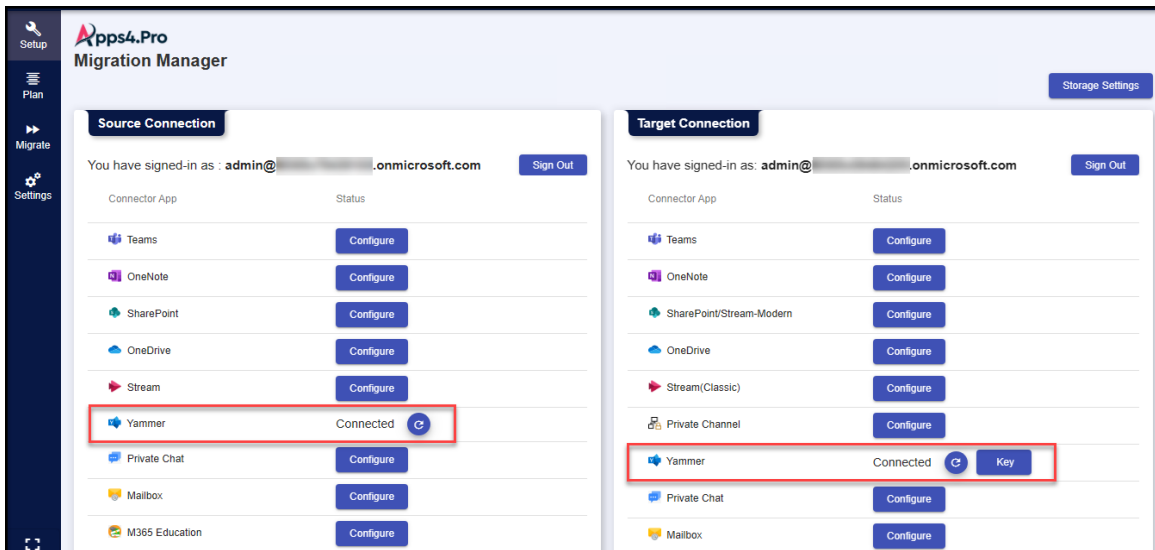 Setup
Plan
Migrate
Settings
Apps4.Pro
Migration Manager
Storage Settings
Source Connection
You have signed-in as : admin@ .onmicrosoft.com
Sign Out
Connector App Status
Teams Configure
OneNote Configure
SharePoint Configure
OneDrive Configure
Stream Configure
Yammer Connected
Private Chat Configure
Mailbox Configure
M365 Education Configure
Target Connection
You have signed-in as: admin@ .onmicrosoft.com
Sign Out
Connector App Status
Teams Configure
OneNote Configure
SharePoint/Stream-Modern Configure
OneDrive Configure
Stream(Classic) Configure
Private Channel Configure
Yammer Connected Key
Private Chat Configure
Mailbox Configure